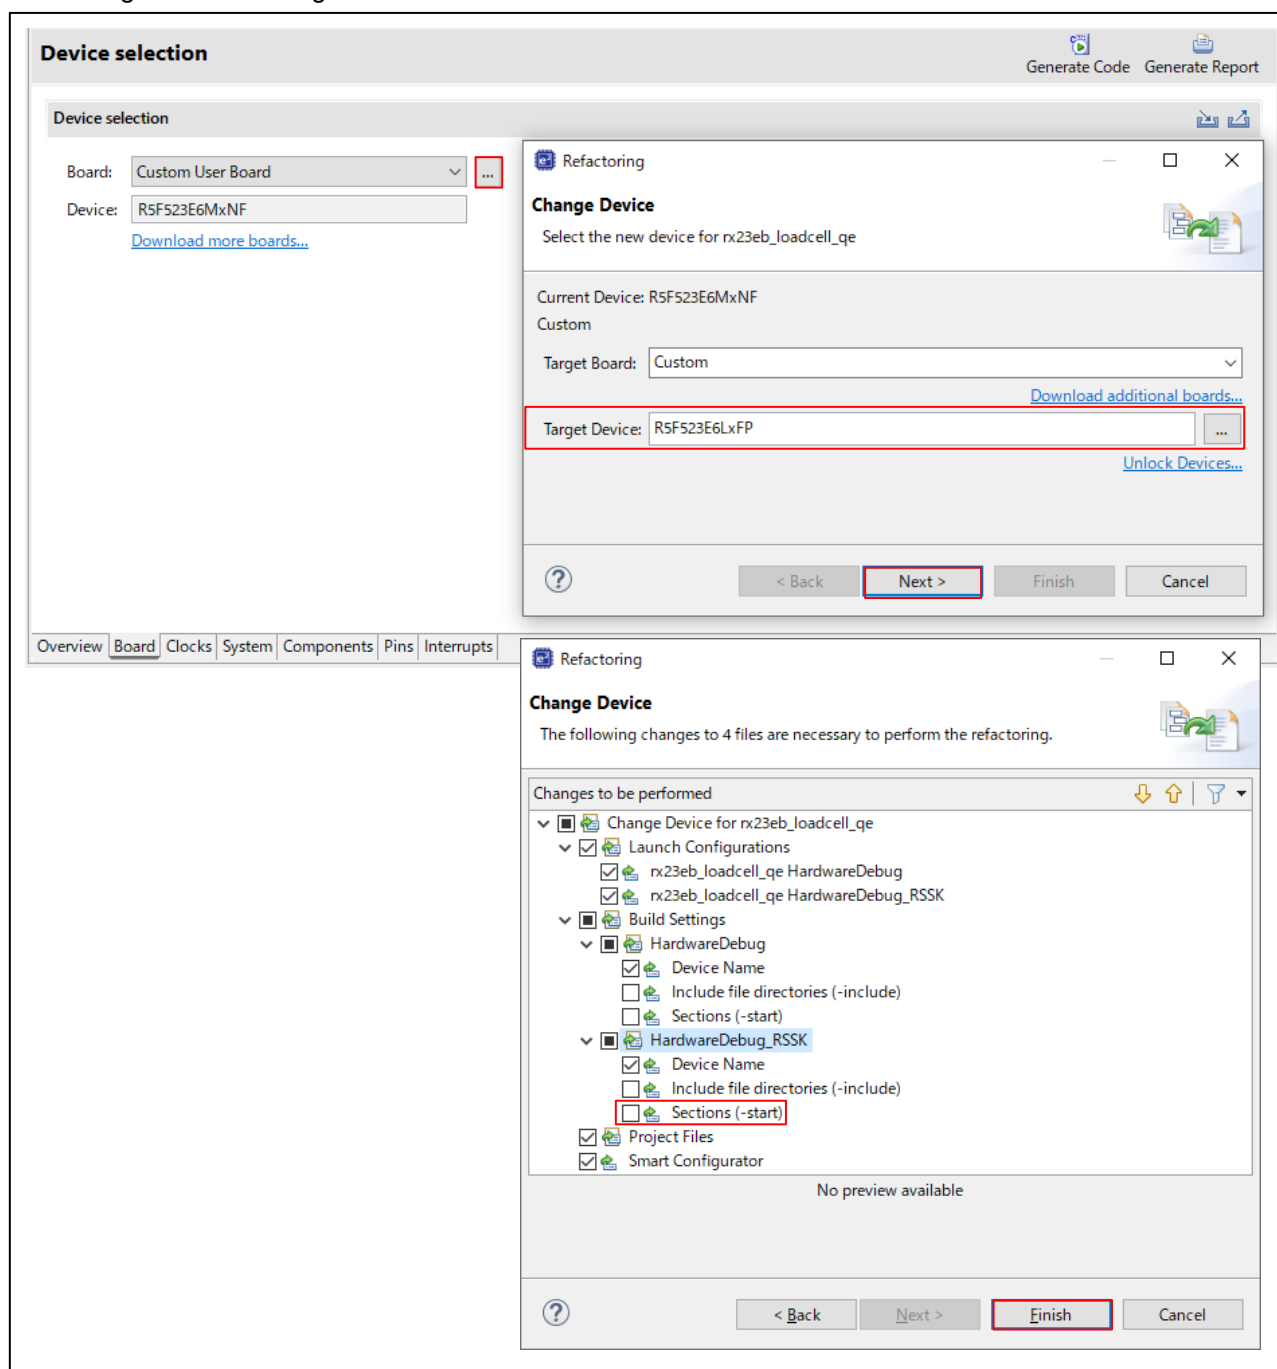 Device selection
Generate Code Generate Report
Device selection
Board: Custom User Board ...
Device: R5F523E6MxNF
Download more boards...
Refactoring
Change Device
Select the new device for rx23eb_loadcell_qe
Current Device: R5F523E6MxNF
Custom
Target Board: Custom
Download additional boards...
Target Device: R5F523E6LxFP ...
Unlock Devices...
< Back Next > Finish Cancel
Overview Board Clocks System Components Pins Interrupts
Refactoring
Change Device
The following changes to 4 files are necessary to perform the refactoring.
Changes to be performed
Change Device for rx23eb_loadcell_qe
Launch Configurations
rx23eb_loadcell_qe HardwareDebug
rx23eb_loadcell_qe HardwareDebug_RSSK
Build Settings
HardwareDebug
Device Name
Include file directories (-include)
Sections (-start)
HardwareDebug_RSSK
Device Name
Include file directories (-include)
Sections (-start)
Project Files
Smart Configurator
No preview available
< Back Next > Finish Cancel